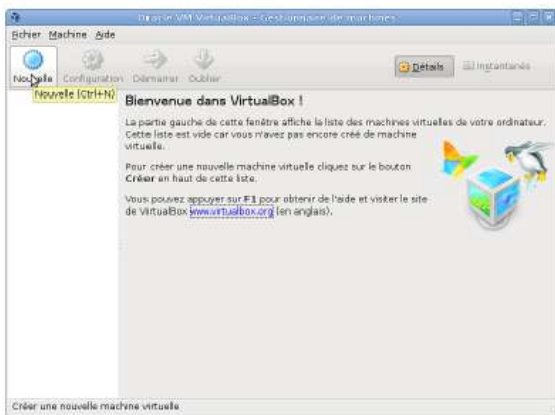 Oracle VM VirtualBox - Gestionnaire de machines
Fichier Machine Aide
Nouvelle Configuration Démarrer Oublier
Détails Instantanés
Nouvelle (Ctrl+N)
Bienvenue dans VirtualBox !
La partie gauche de cette fenêtre affiche la liste des machines virtuelles de votre ordinateur.
Cette liste est vide car vous n'avez pas encore créé de machine
virtuelle.
Pour créer une nouvelle machine virtuelle cliquez sur le bouton
Créer en haut de cette liste.
Vous pouvez appuyer sur F1 pour obtenir de l'aide et visiter le site
de VirtualBox www.virtualbox.org (en anglais).
Créer une nouvelle machine virtuelle